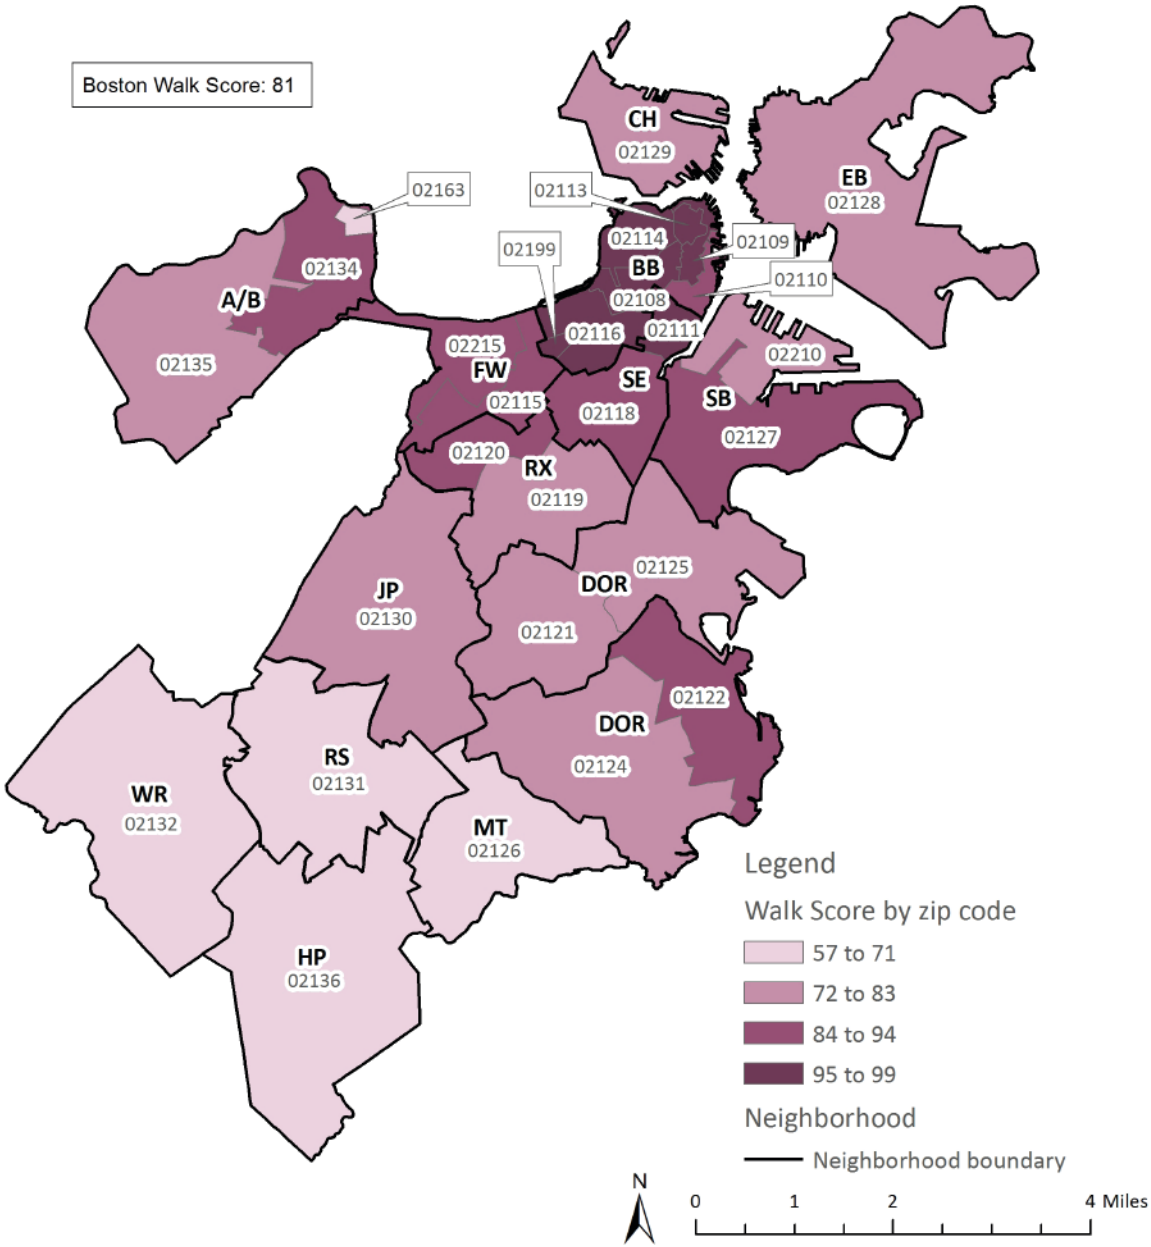 Boston Walk Score: 81
CH
02129
EB
02128
02163
02113
02114
02109
02199
BB
02134
02110
02108
A/B
02116
02111
02215
02210
02135
FW
SE
02115
SB
02118
02127
02120
RX
02119
02125
DOR
JP
02130
02121
02122
DOR
RS
02124
02131
WR
02132
MT
02126
HP
02136
Legend
Walk Score by zip code
57 to 71
72 to 83
84 to 94
95 to 99
Neighborhood
Neighborhood boundary
N
0 1 2 4 Miles